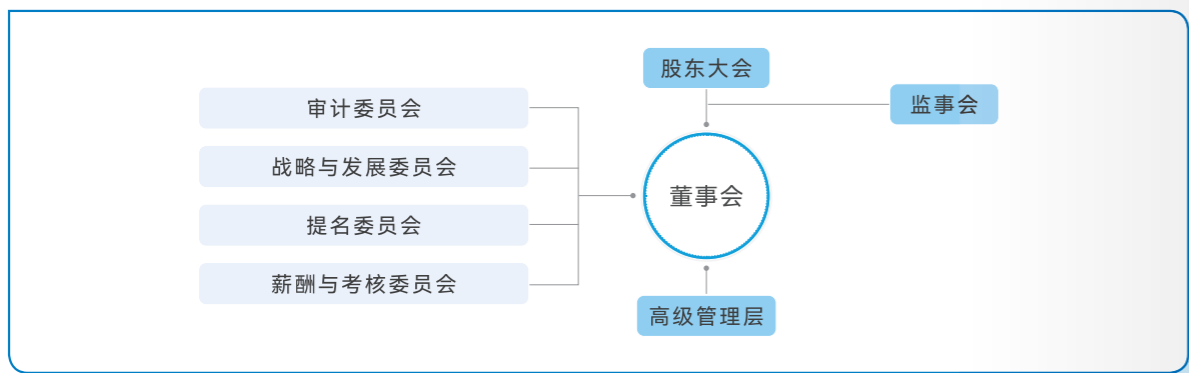 股东大会
监事会
审计委员会
战略与发展委员会
提名委员会
薪酬与考核委员会
董事会
高级管理层